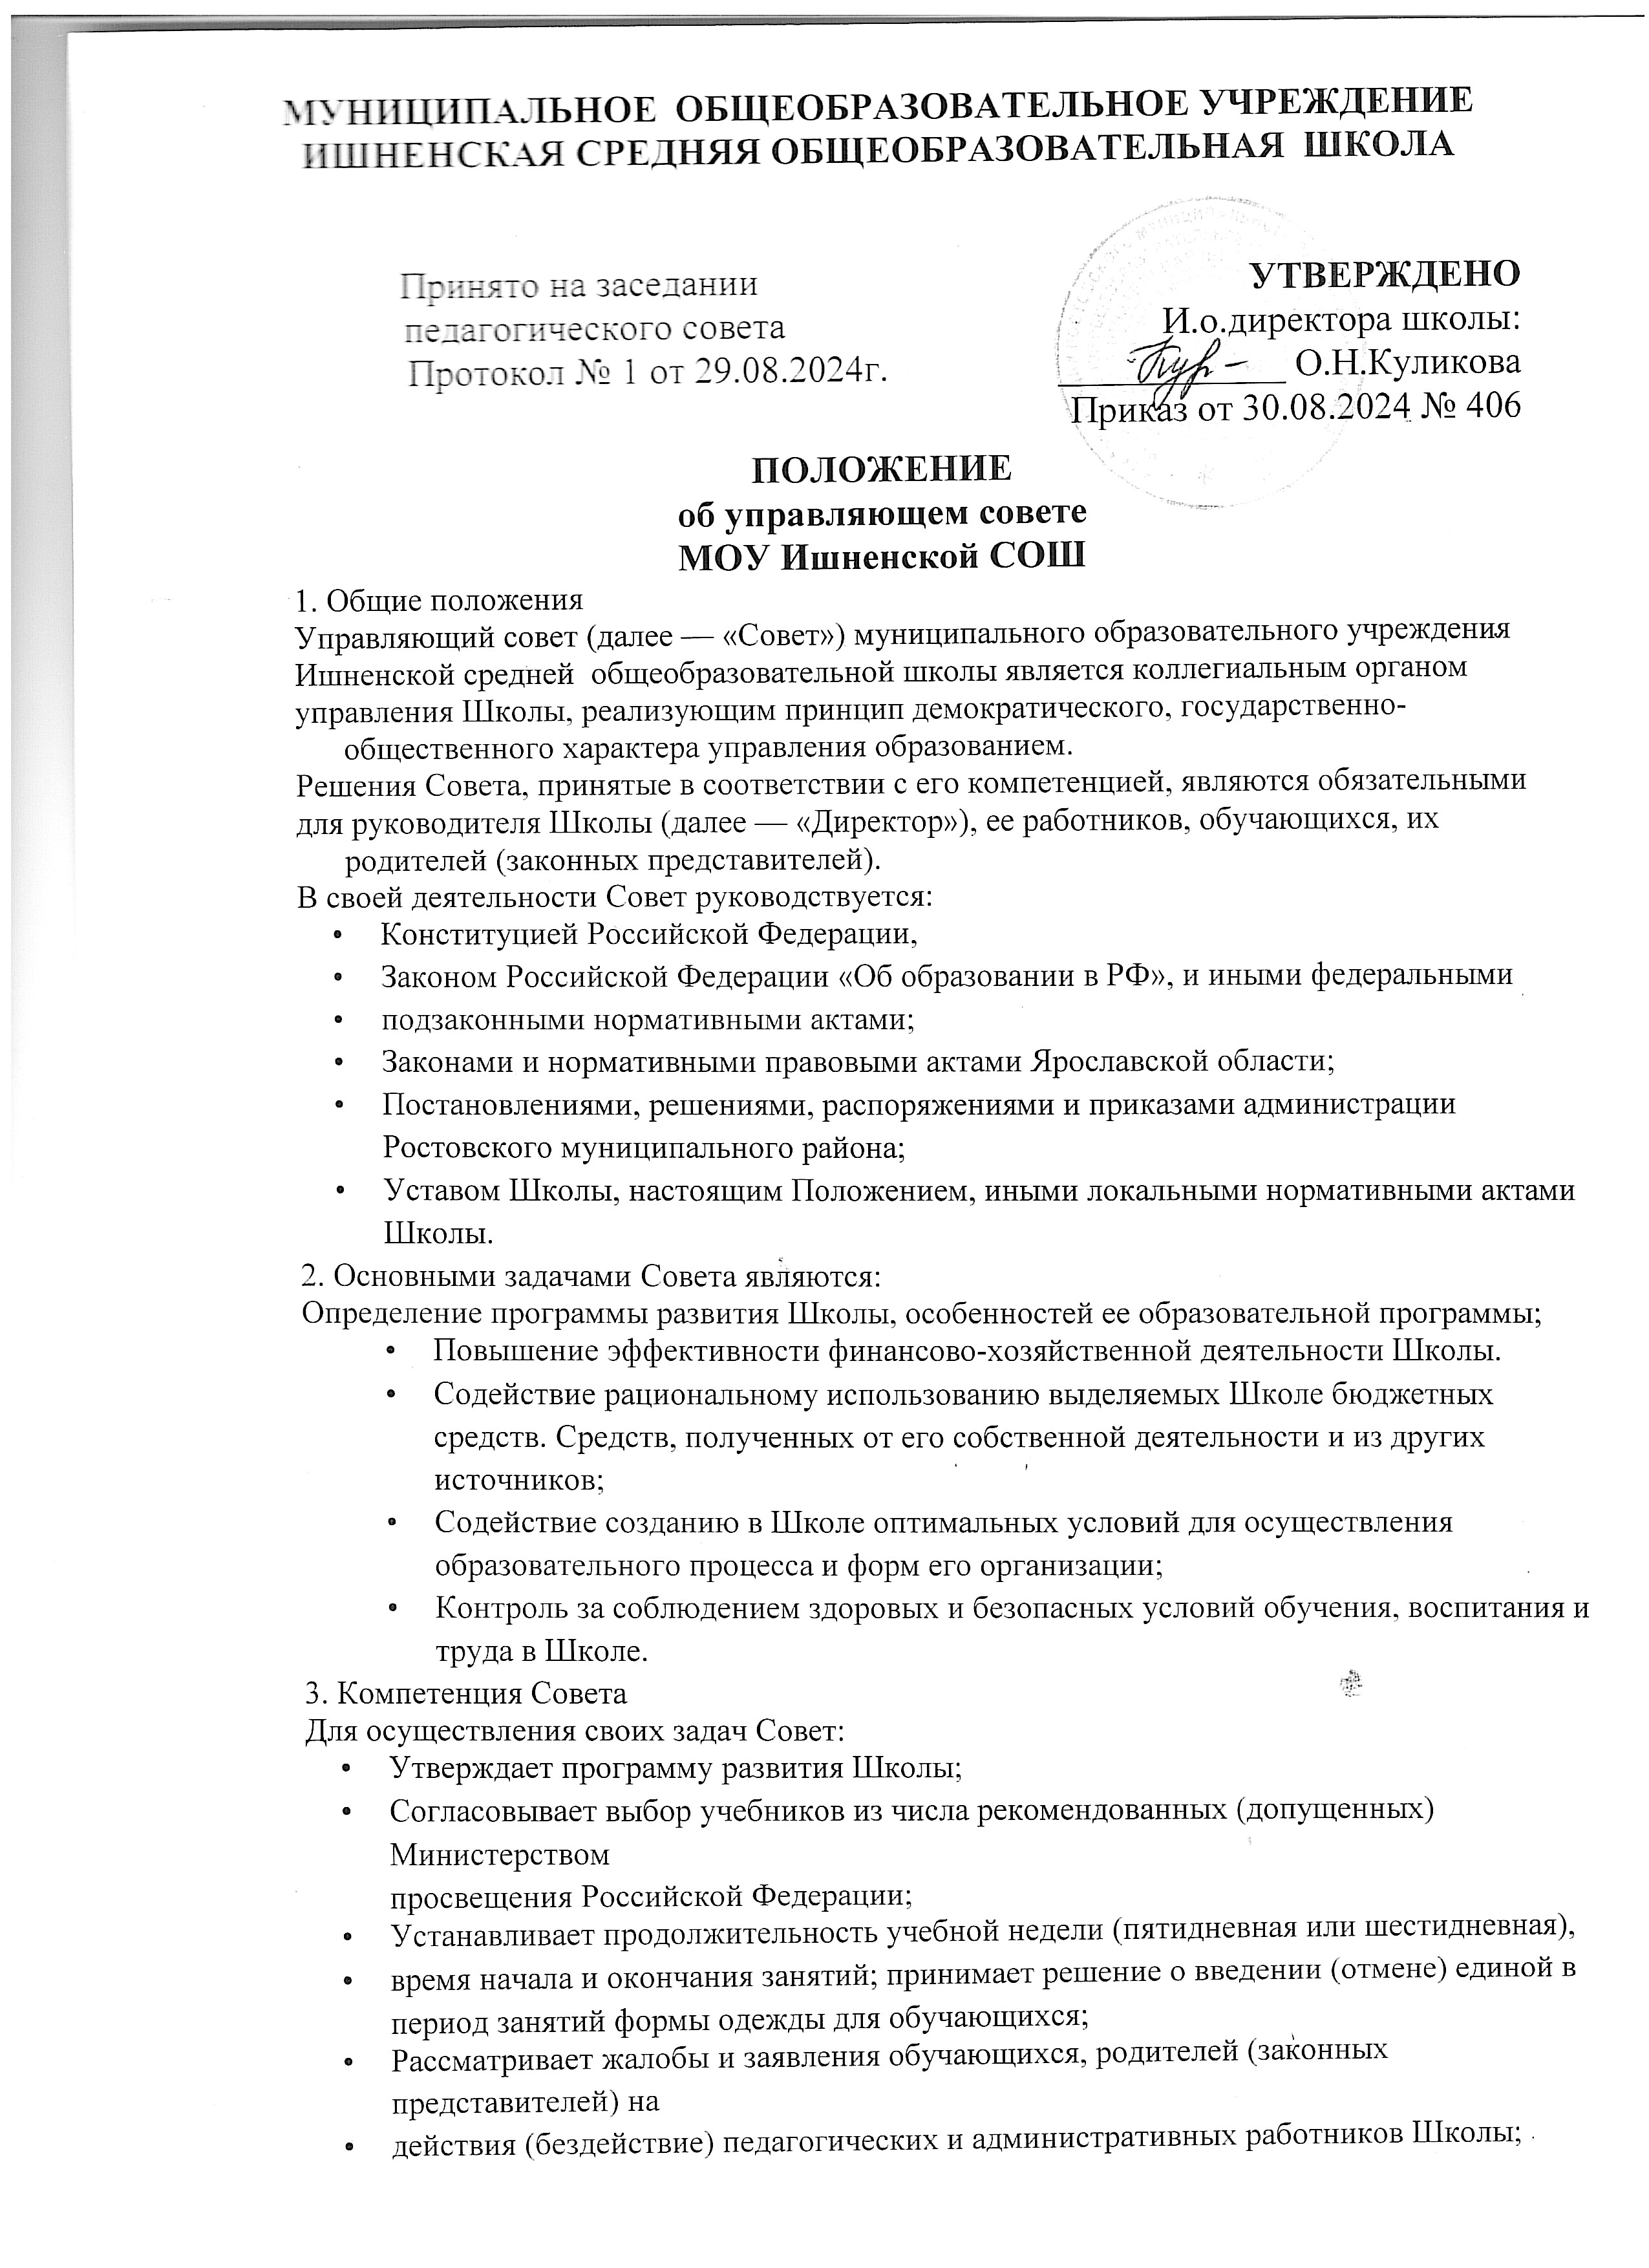 МУНИЦИПАЛЬНОЕ ОБЩЕОБРАЗОВАТЕЛЬНОЕ УЧРЕЖДЕНИЕ
ИШНЕНСКАЯ СРЕДНЯЯ ОБЩЕОБРАЗОВАТЕЛЬНАЯ ШКОЛА
Принято на заседании
педагогического совета
Протокол № 1 от 29.08.2024г.
УТВЕРЖДЕНО
И.о.директора школы:
О.Н.Куликова
Приказ от 30.08.2024 № 406
ПОЛОЖЕНИЕ
об управляющем совете
МОУ Ишненской СОШ
1. Общие положения
Управляющий совет (далее — «Совет») муниципального образовательного учреждения
Ишненской средней общеобразовательной школы является коллегиальным органом
управления Школы, реализующим принцип демократического, государственно-
общественного характера управления образованием.
Решения Совета, принятые в соответствии с его компетенцией, являются обязательными
для руководителя Школы (далее — «Директор»), ее работников, обучающихся, их
родителей (законных представителей).
В своей деятельности Совет руководствуется:
• Конституцией Российской Федерации,
• Законом Российской Федерации «Об образовании в РФ», и иными федеральными
• подзаконными нормативными актами;
• Законами и нормативными правовыми актами Ярославской области;
• Постановлениями, решениями, распоряжениями и приказами администрации
Ростовского муниципального района;
• Уставом Школы, настоящим Положением, иными локальными нормативными актами
Школы.
2. Основными задачами Совета являются:
Определение программы развития Школы, особенностей ее образовательной программы;
• Повышение эффективности финансово-хозяйственной деятельности Школы.
• Содействие рациональному использованию выделяемых Школе бюджетных
средств. Средств, полученных от его собственной деятельности и из других
источников;
• Содействие созданию в Школе оптимальных условий для осуществления
образовательного процесса и форм его организации;
• Контроль за соблюдением здоровых и безопасных условий обучения, воспитания и
труда в Школе.
3. Компетенция Совета
Для осуществления своих задач Совет:
• Утверждает программу развития Школы;
• Согласовывает выбор учебников из числа рекомендованных (допущенных)
Министерством
просвещения Российской Федерации;
• Устанавливает продолжительность учебной недели (пятидневная или шестидневная),
• время начала и окончания занятий; принимает решение о введении (отмене) единой в
период занятий формы одежды для обучающихся;
• Рассматривает жалобы и заявления обучающихся, родителей (законных
представителей) на
• действия (бездействие) педагогических и административных работников Школы;